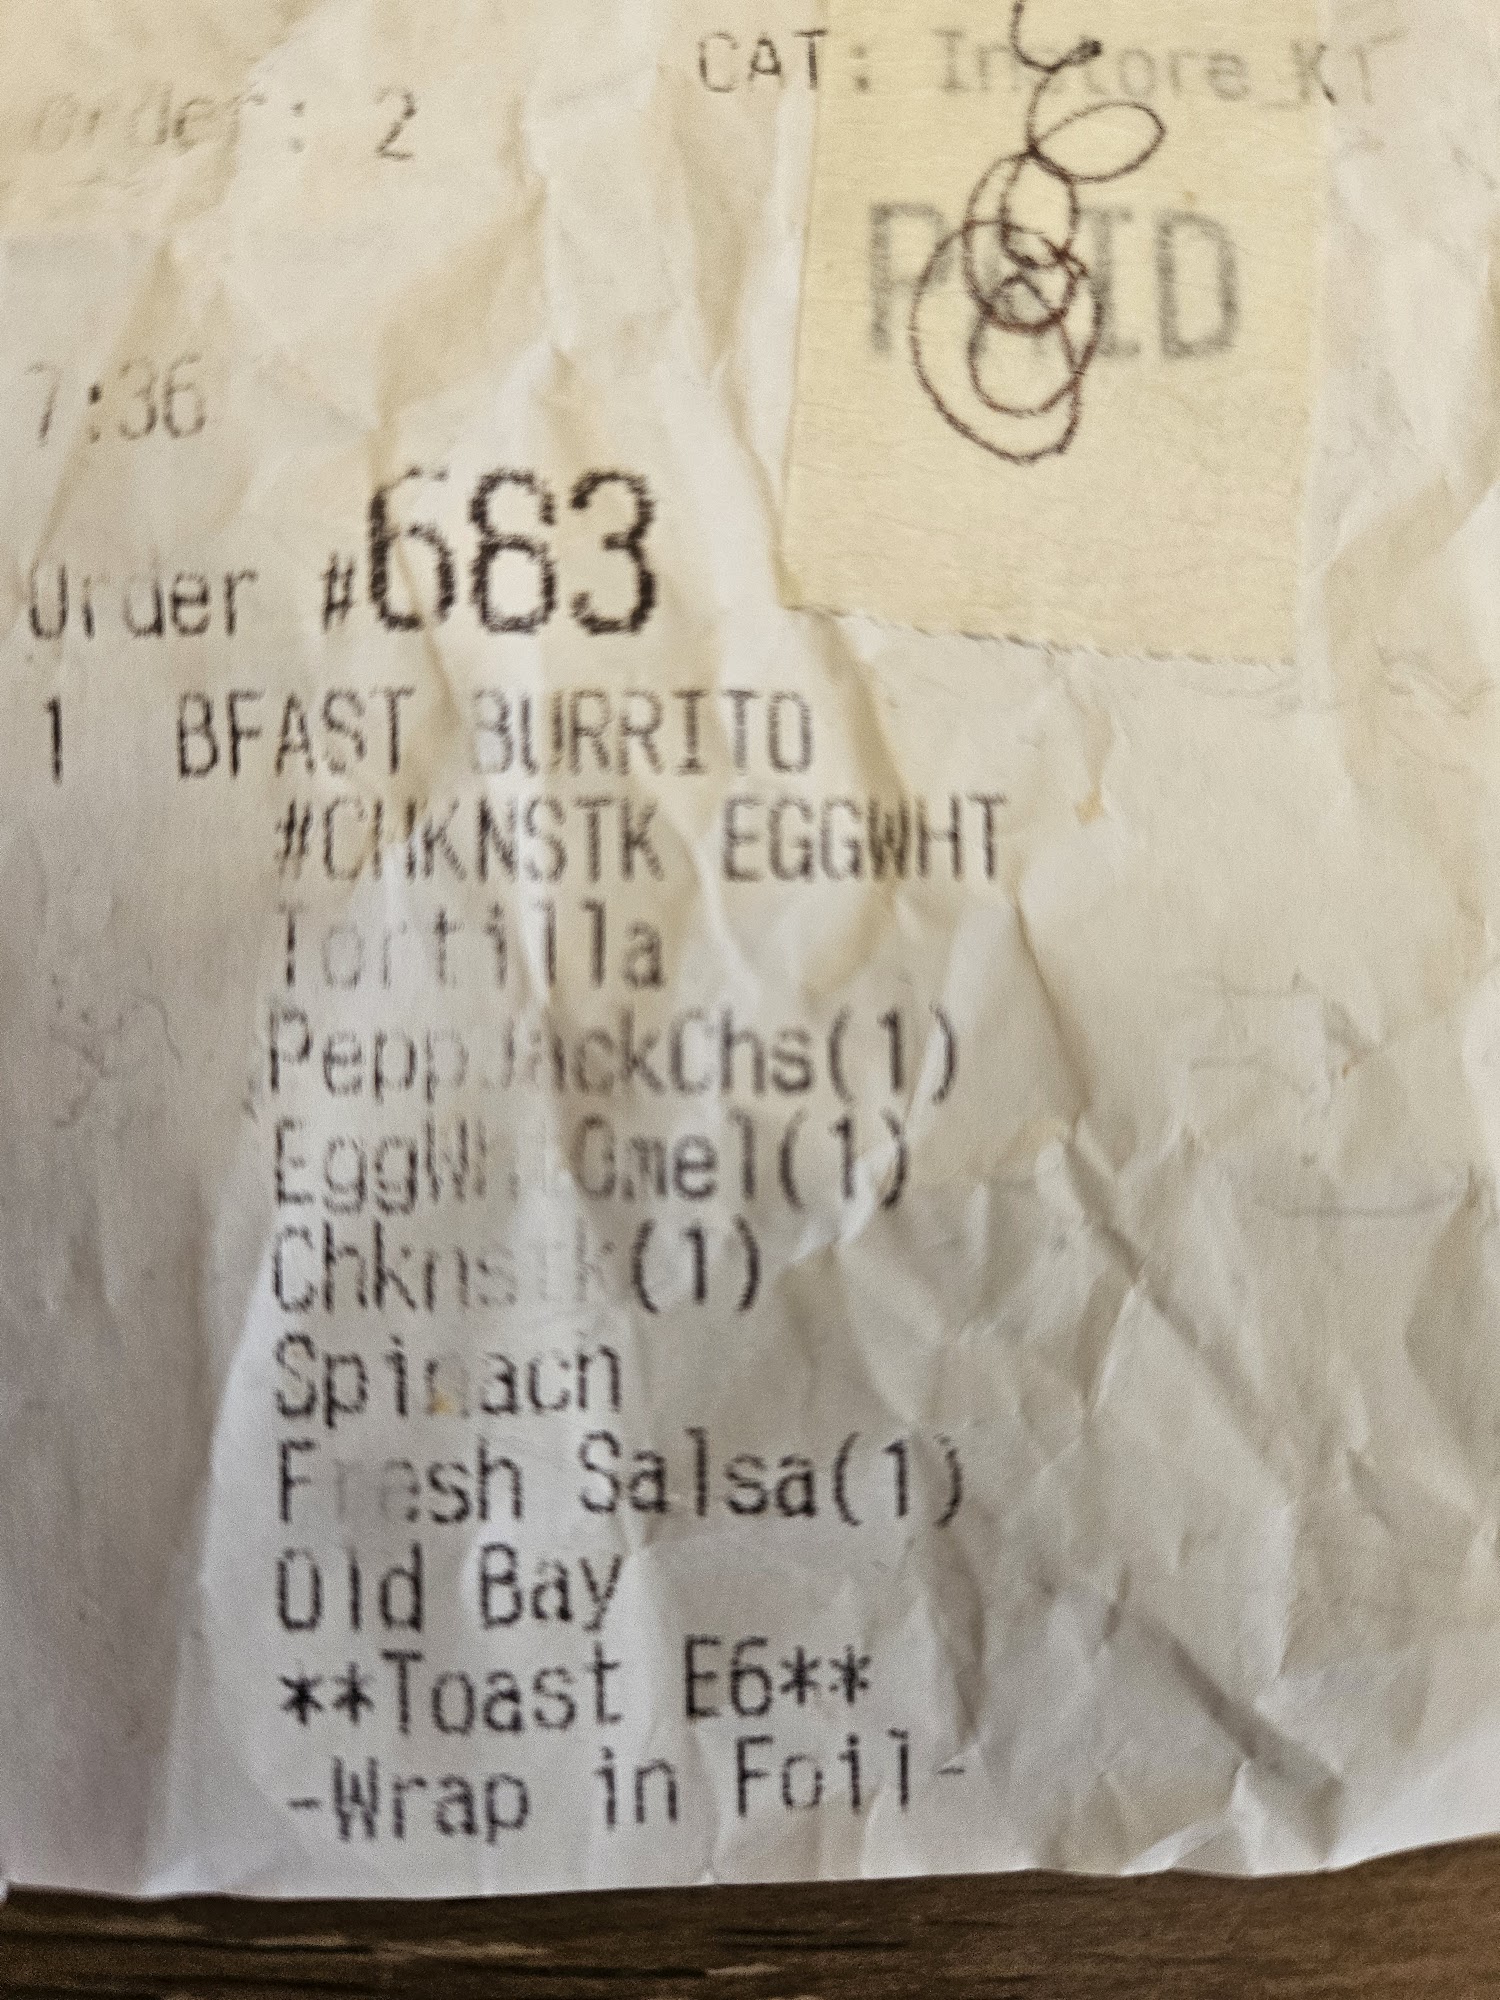 CAT: Instore_KT
Order: 2
PAID
7:36
Order #683
1 BFAST BURRITO
#CHKNSTK EGGWHT
Tortilla
PeppJackChs(1)
EggWhtOmel(1)
Chknstk(1)
Spinach
Fresh Salsa(1)
Old Bay
**Toast E6**
-Wrap in Foil-